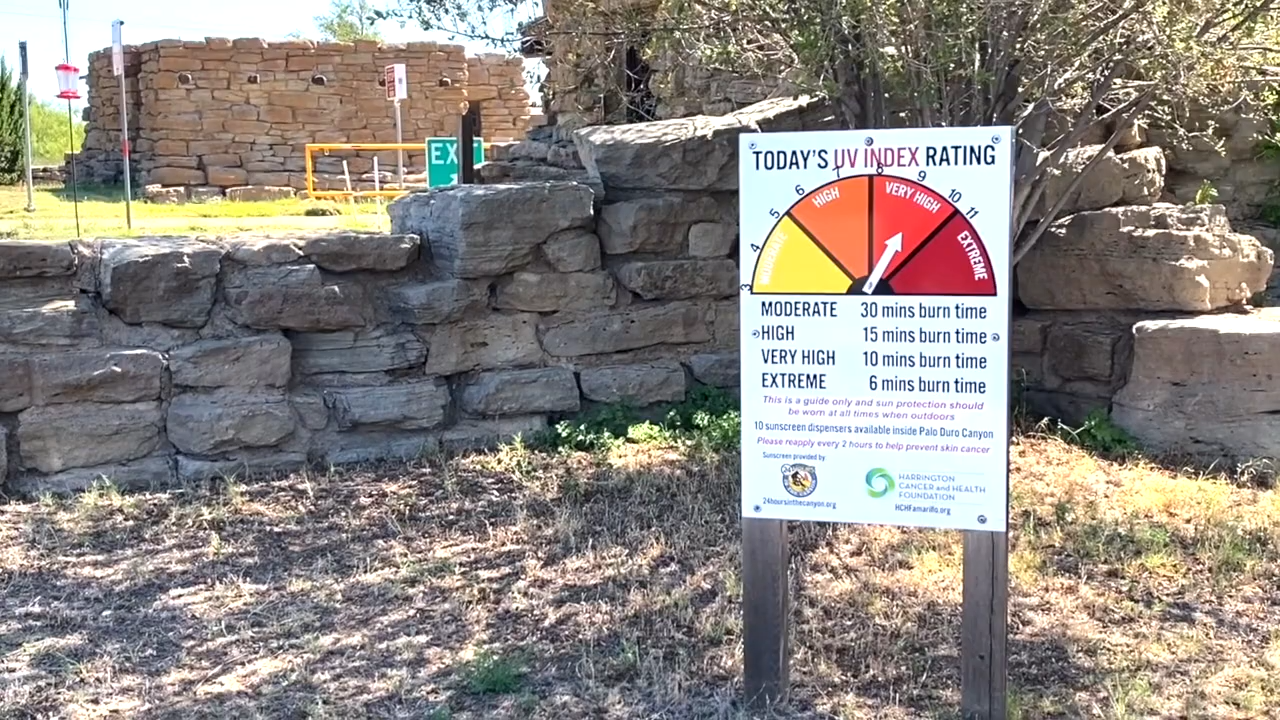 EX
TODAY'S UV INDEX RATING
3 4 5 6 7 8 9 10 11
MODERATE HIGH VERY HIGH EXTREME
MODERATE 30 mins burn time
HIGH 15 mins burn time
VERY HIGH 10 mins burn time
EXTREME 6 mins burn time
This is a guide only and sun protection should
be worn at all times when outdoors
10 sunscreen dispensers available inside Palo Duro Canyon
Please reapply every 2 hours to help prevent skin cancer
Sunscreen provided by
24hoursinthecanyon.org
HARRINGTON
CANCER and HEALTH
FOUNDATION
HCHFamarillo.org